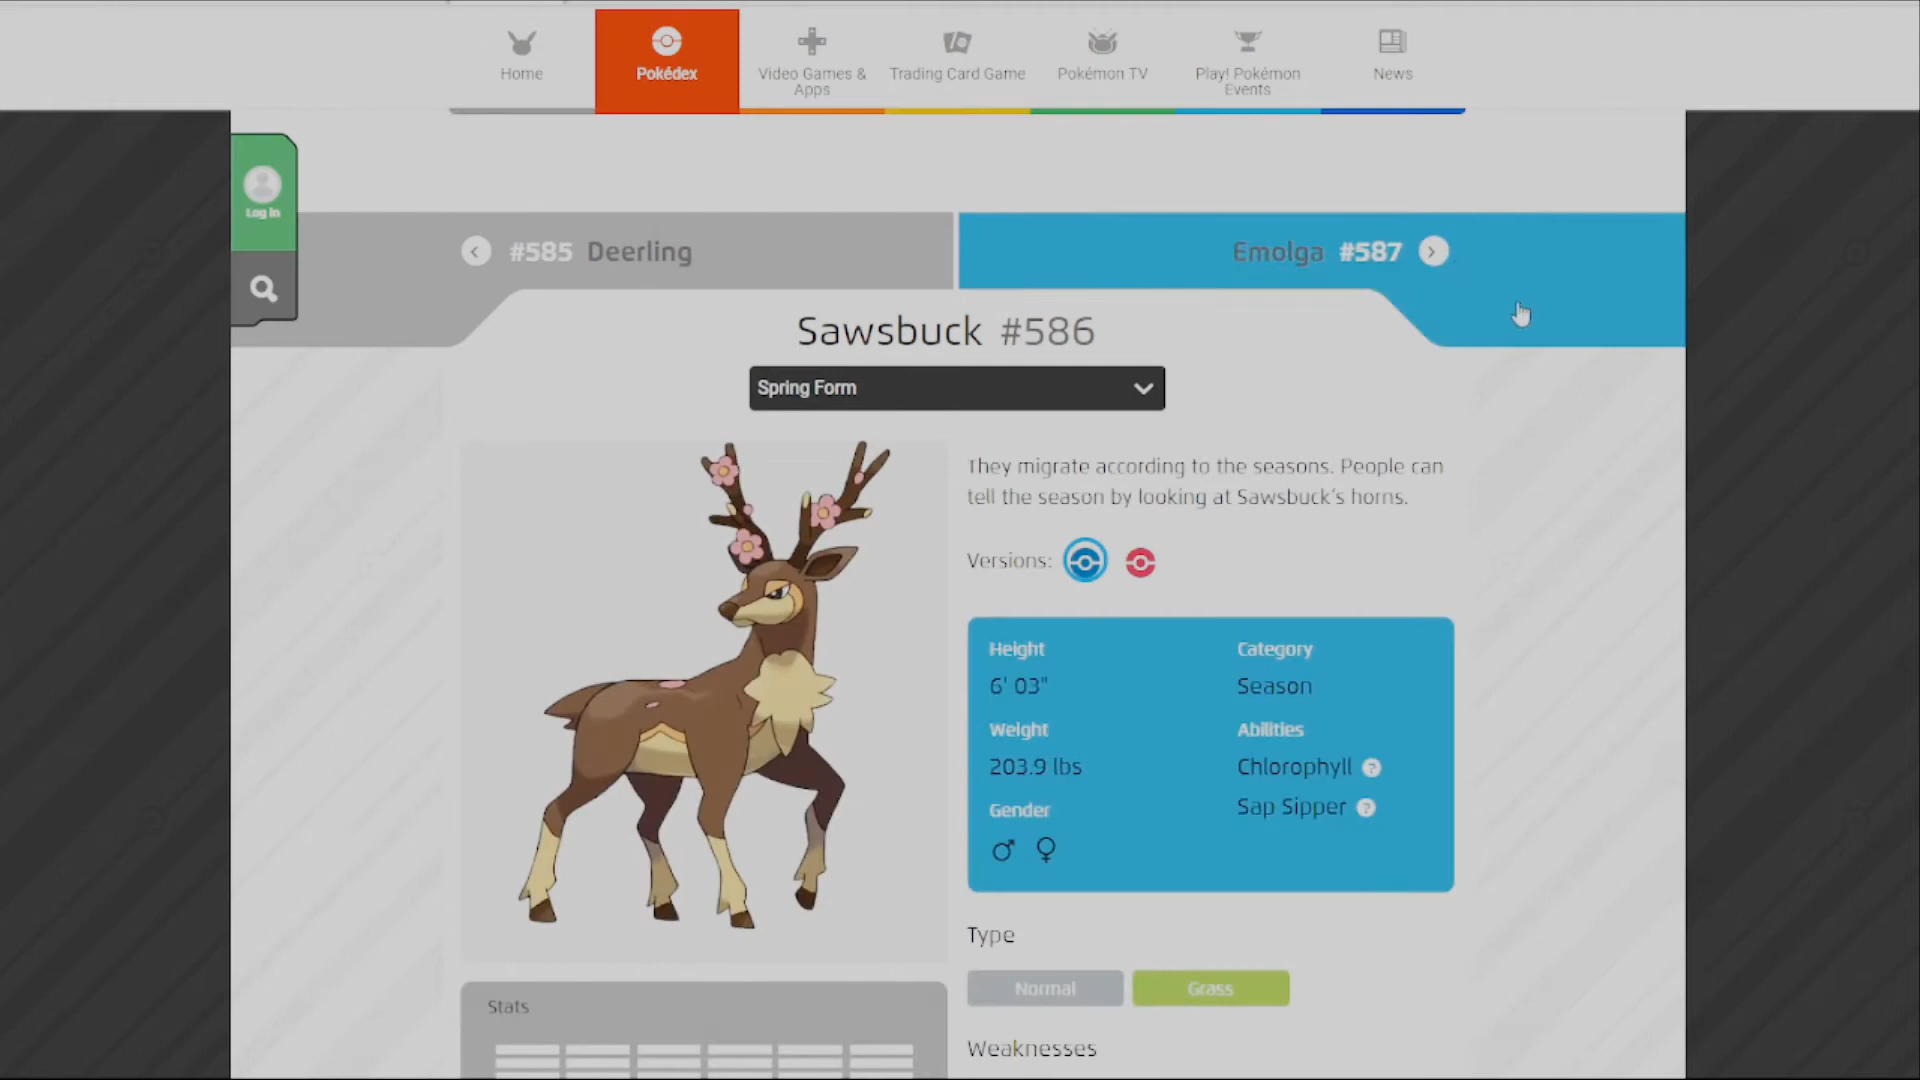 Home
Pokédex
Video Games &
Apps
Trading Card Game
Pokémon TV
Play! Pokémon
Events
News
Log in
#585 Deerling
Emolga #587
Sawsbuck #586
Spring Form
They migrate according to the seasons. People can
tell the season by looking at Sawsbuck's horns.
Versions:
Height
6' 03"
Weight
203.9 lbs
Gender
Category
Season
Abilities
Chlorophyll ?
Sap Sipper ?
Type
Normal
Grass
Weaknesses
Stats